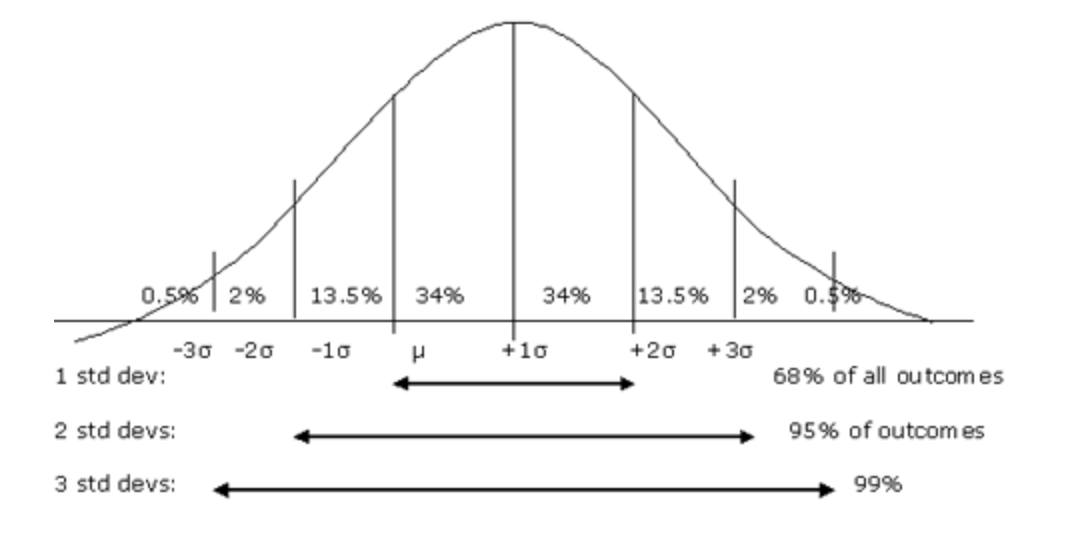 0.5% 2% 13.5% 34% 34% 13.5% 2% 0.5%
-3σ -2σ -1σ μ +1σ +2σ +3σ
1 std dev: 68% of all outcomes
2 std devs: 95% of outcomes
3 std devs: 99%